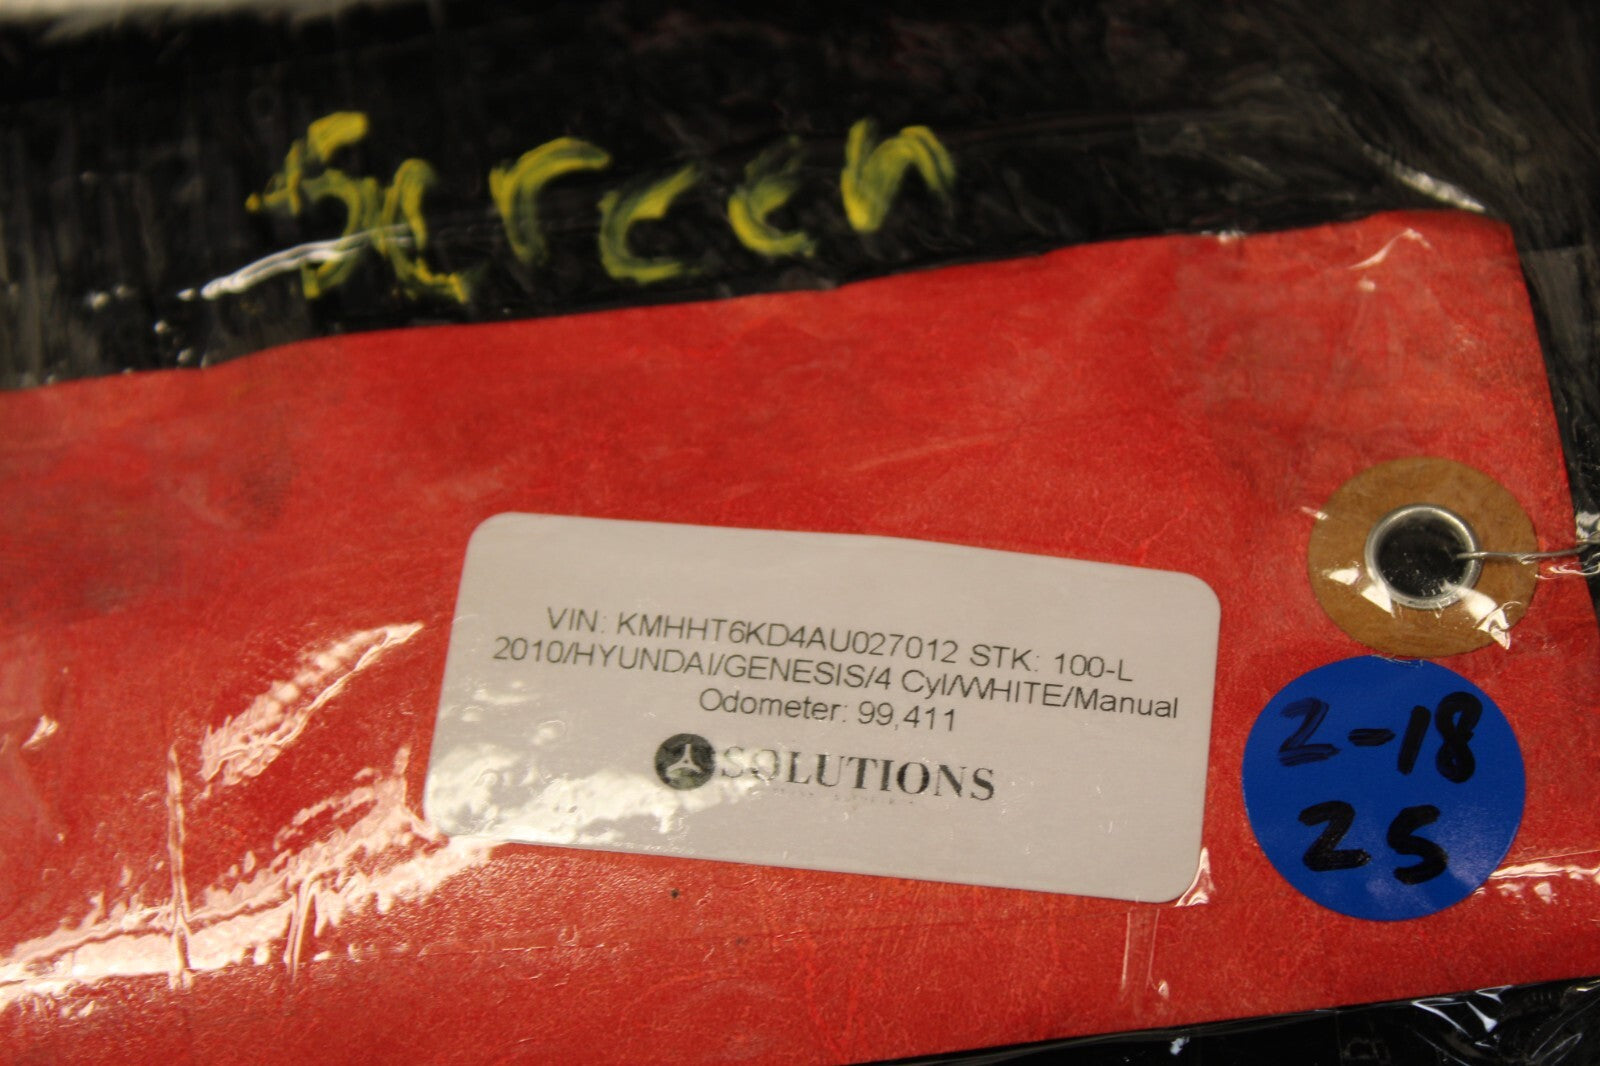 Screen
VIN: KMHHT6KD4AU027012 STK: 100-L
2010/HYUNDAI/GENESIS/4 Cyl/WHITE/Manual
Odometer: 99,411
SOLUTIONS
2-18
25